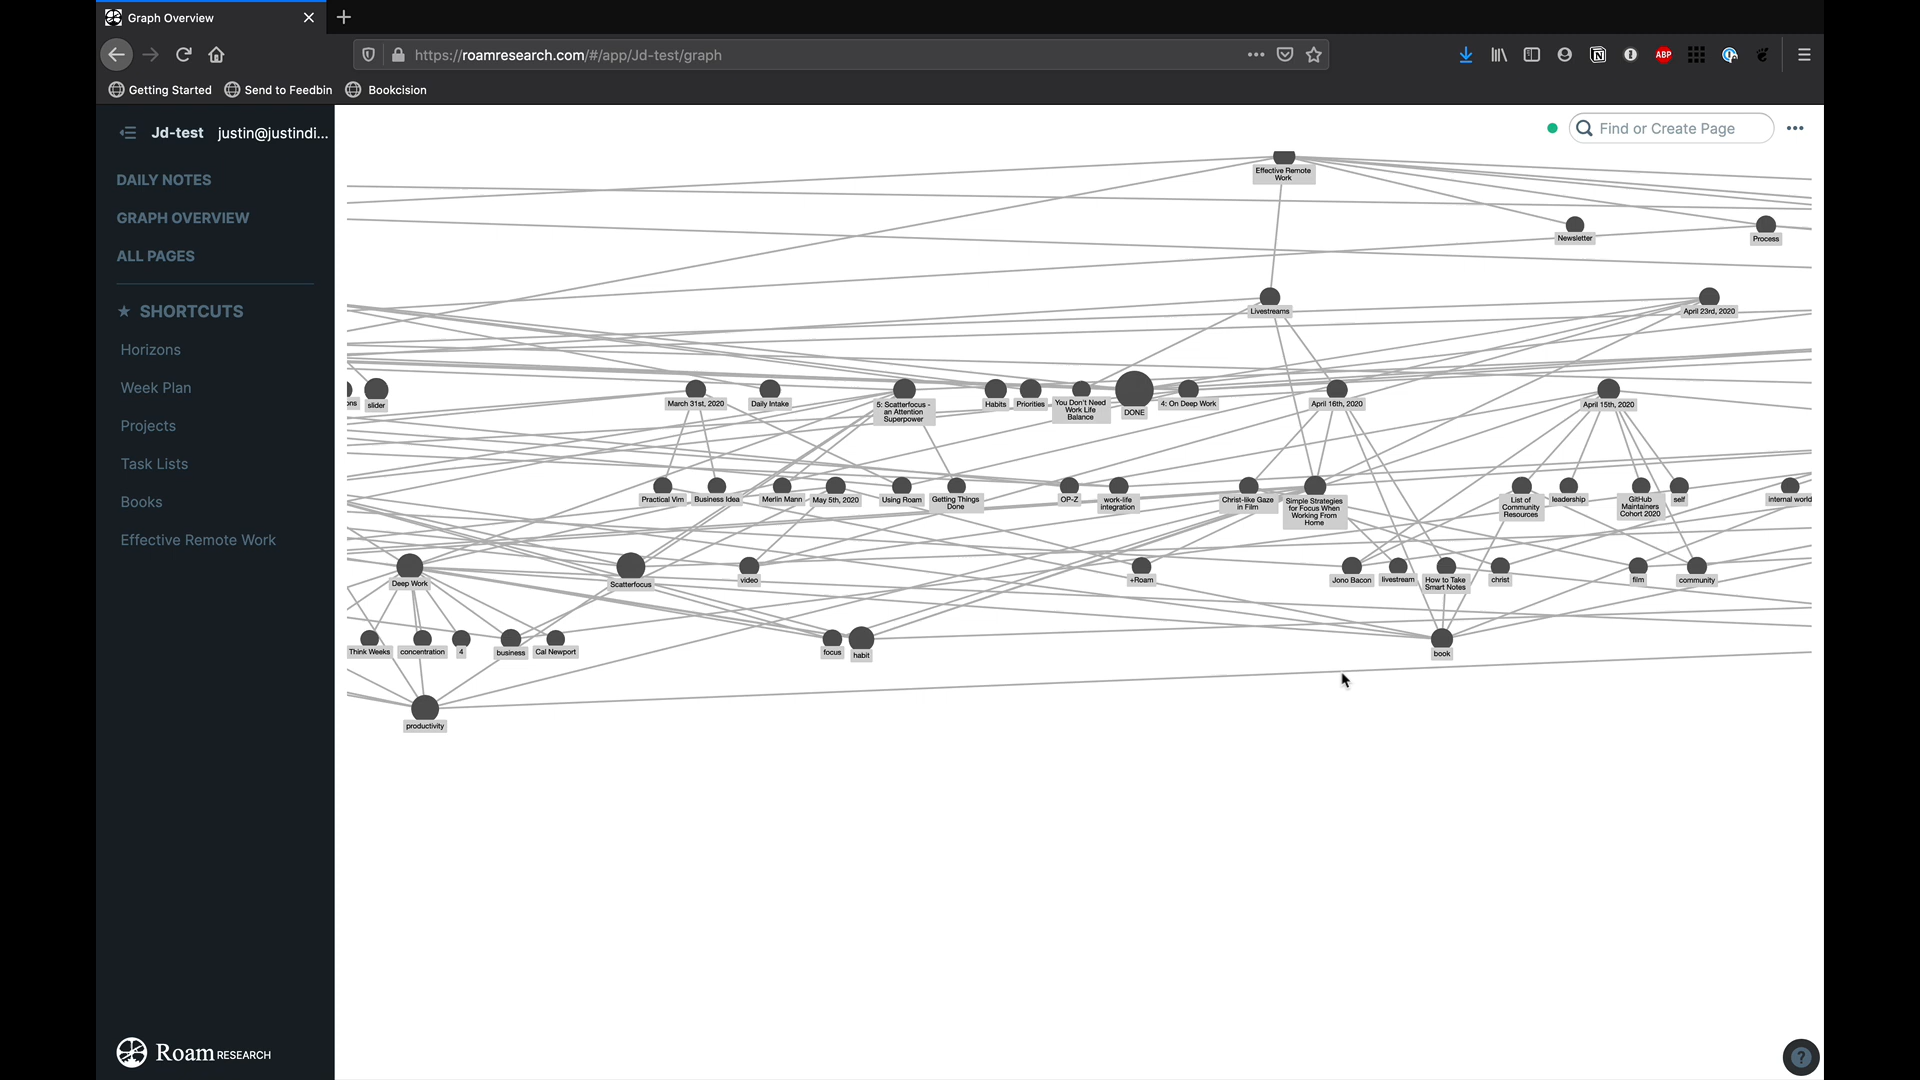 Graph Overview
https://roamresearch.com/#/app/Jd-test/graph
ABP
Getting Started
Send to Feedbin
Bookcision
Jd-test
justin@justindi...
Find or Create Page
DAILY NOTES
GRAPH OVERVIEW
ALL PAGES
★ SHORTCUTS
Horizons
Week Plan
Projects
Task Lists
Books
Effective Remote Work
Roam RESEARCH
Effective Remote
Work
Newsletter
Process
Livestreams
April 23rd, 2020
ons
slider
March 31st, 2020
Daily Intake
5: Scatterfocus -
an Attention
Superpower
Habits
Priorities
You Don't Need
Work Life
Balance
DONE
4: On Deep Work
April 16th, 2020
April 15th, 2020
Practical Vim
Business Idea
Merlin Mann
May 5th, 2020
Using Roam
Getting Things
Done
OP-Z
work-life
integration
Christ-like Gaze
in Film
Simple Strategies
for Focus When
Working From
Home
List of
Community
Resources
leadership
GitHub
Maintainers
Cohort 2020
self
internal world
Deep Work
Scatterfocus
video
+Roam
Jono Bacon
livestream
How to Take
Smart Notes
christ
film
community
Think Weeks
concentration
4
business
Cal Newport
focus
habit
book
productivity
?